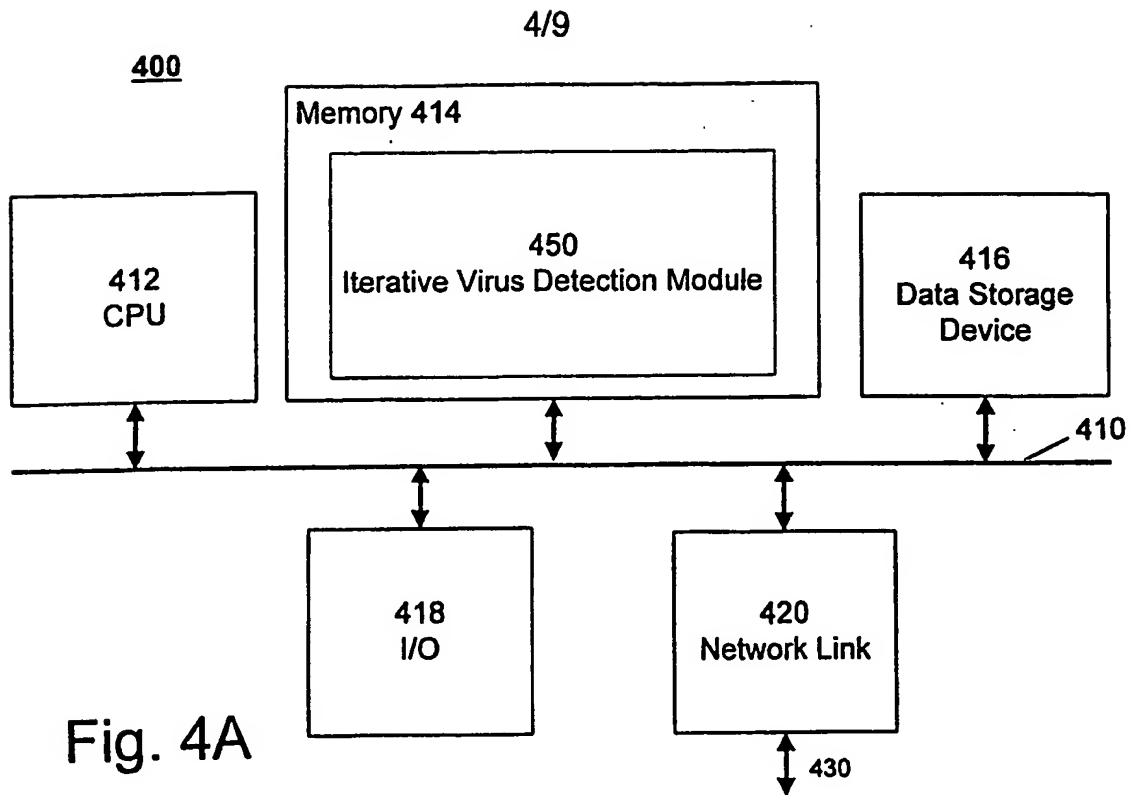 4/9
400
Memory 414
450
Iterative Virus Detection Module
412
CPU
416
Data Storage
Device
410
418
I/O
420
Network Link
430
Fig. 4A